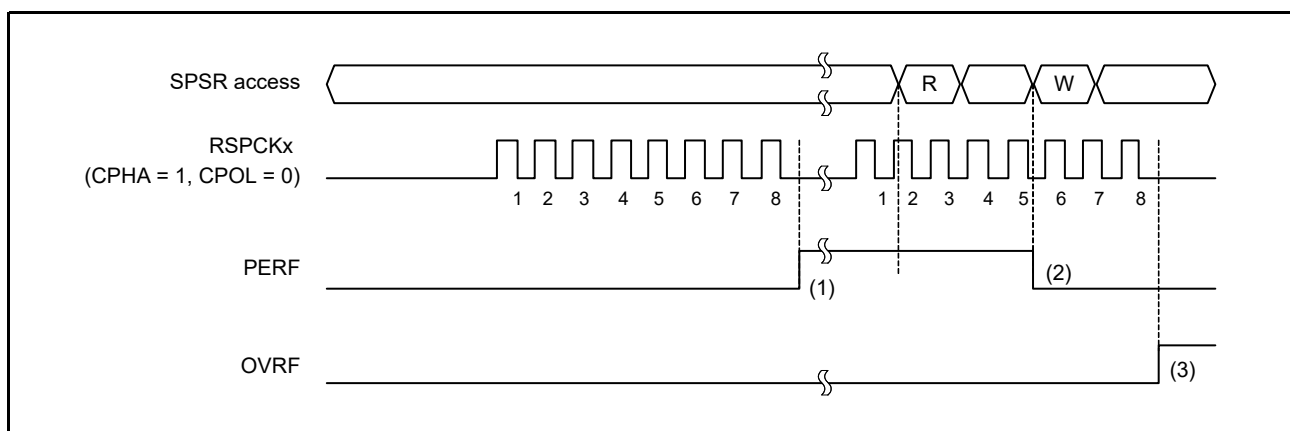 SPSR access
R
W
RSPCKx
(CPHA = 1, CPOL = 0)
1 2 3 4 5 6 7 8 1 2 3 4 5 6 7 8
PERF
(1)
(2)
OVRF
(3)